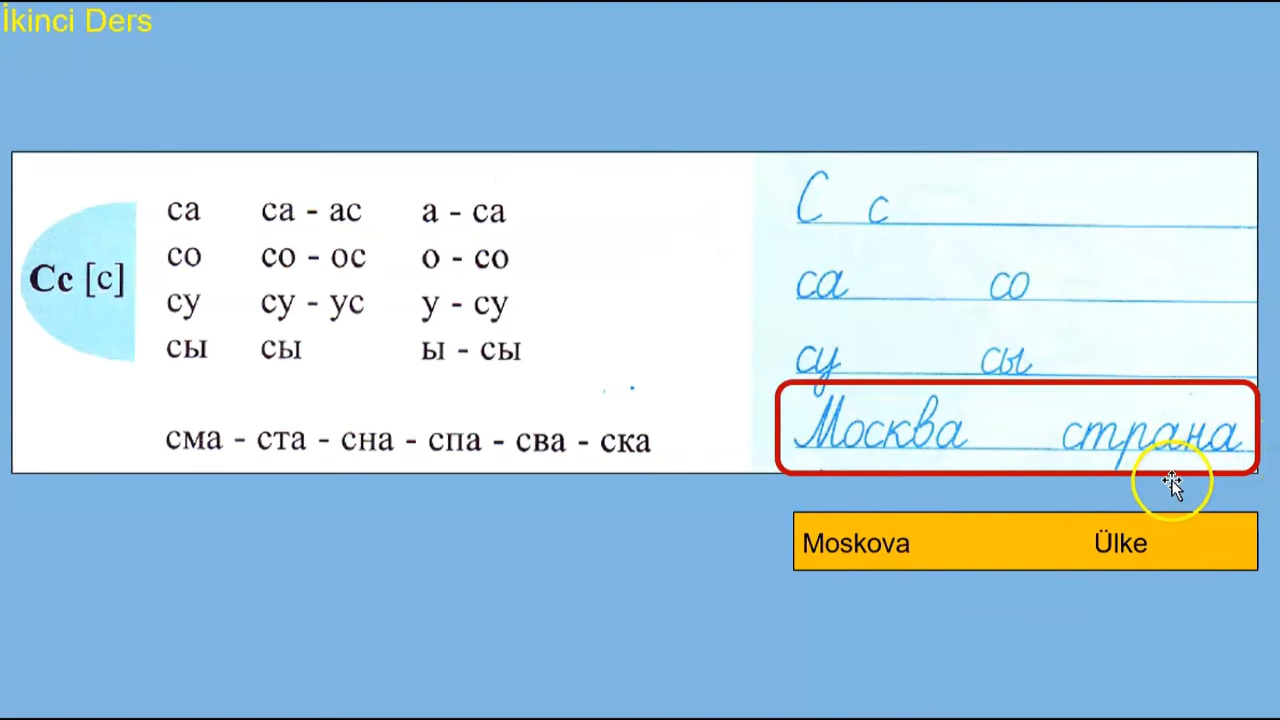 İkinci Ders
Сс [с]
са са - ас а - са
со со - ос о - со
су су - ус у - су
сы сы ы - сы
сма - ста - сна - спа - сва - ска
С с
са со
су сы
Москва страна
Moskova Ülke